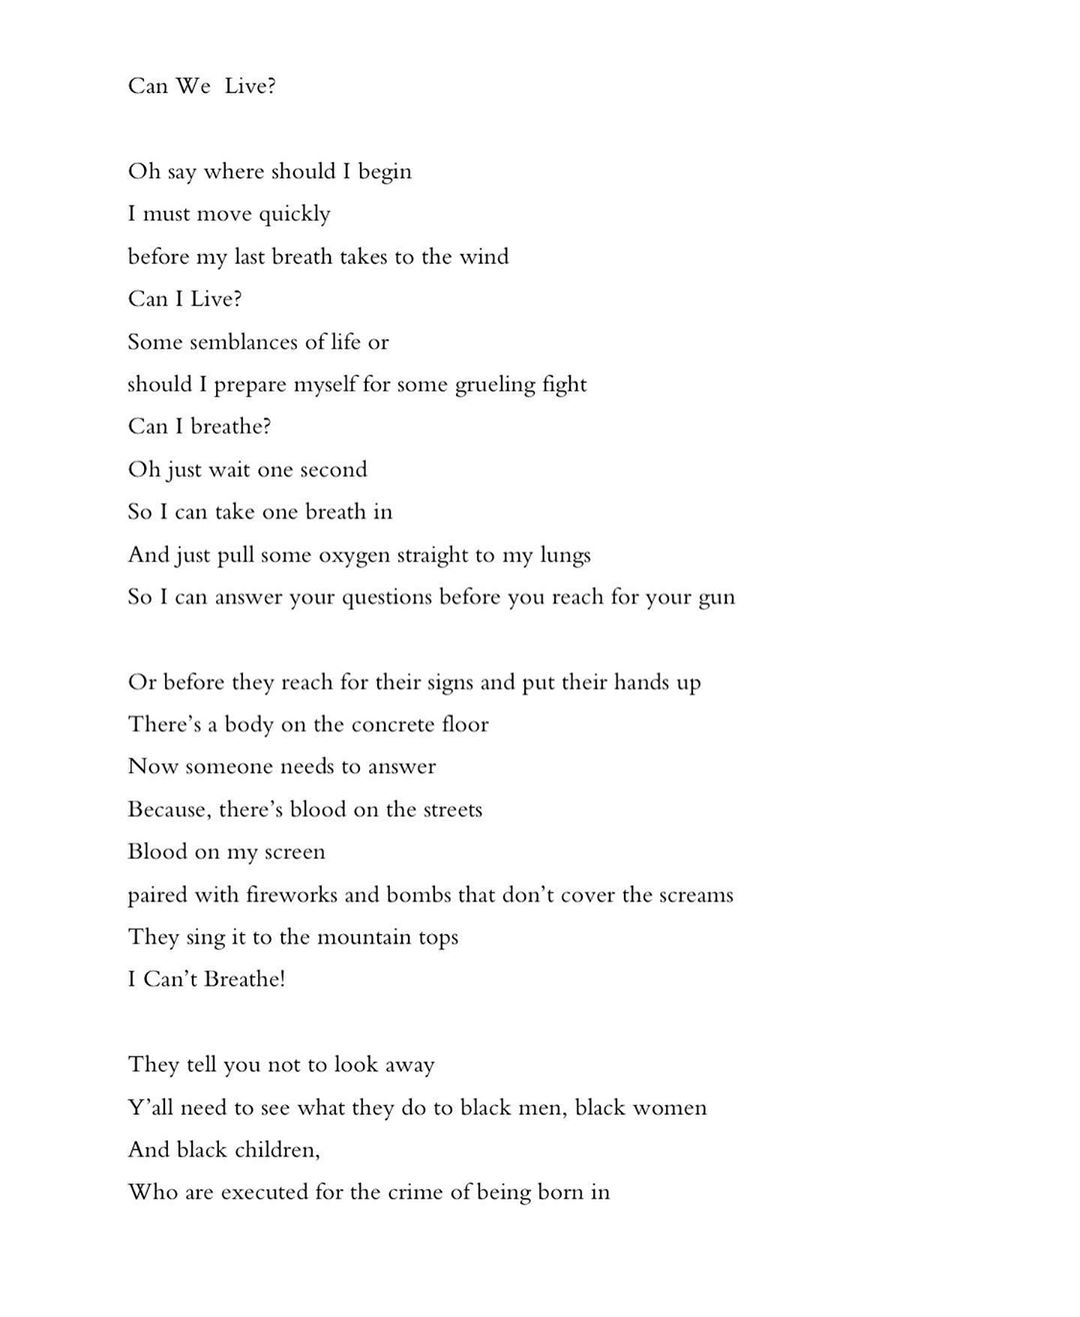 Can We  Live?
Oh say where should I begin
I must move quickly
before my last breath takes to the wind
Can I Live?
Some semblances of life or
should I prepare myself for some grueling fight
Can I breathe?
Oh just wait one second
So I can take one breath in
And just pull some oxygen straight to my lungs
So I can answer your questions before you reach for your gun
Or before they reach for their signs and put their hands up
There’s a body on the concrete floor
Now someone needs to answer
Because, there’s blood on the streets
Blood on my screen
paired with fireworks and bombs that don’t cover the screams
They sing it to the mountain tops
I Can’t Breathe!
They tell you not to look away
Y’all need to see what they do to black men, black women
And black children,
Who are executed for the crime of being born in